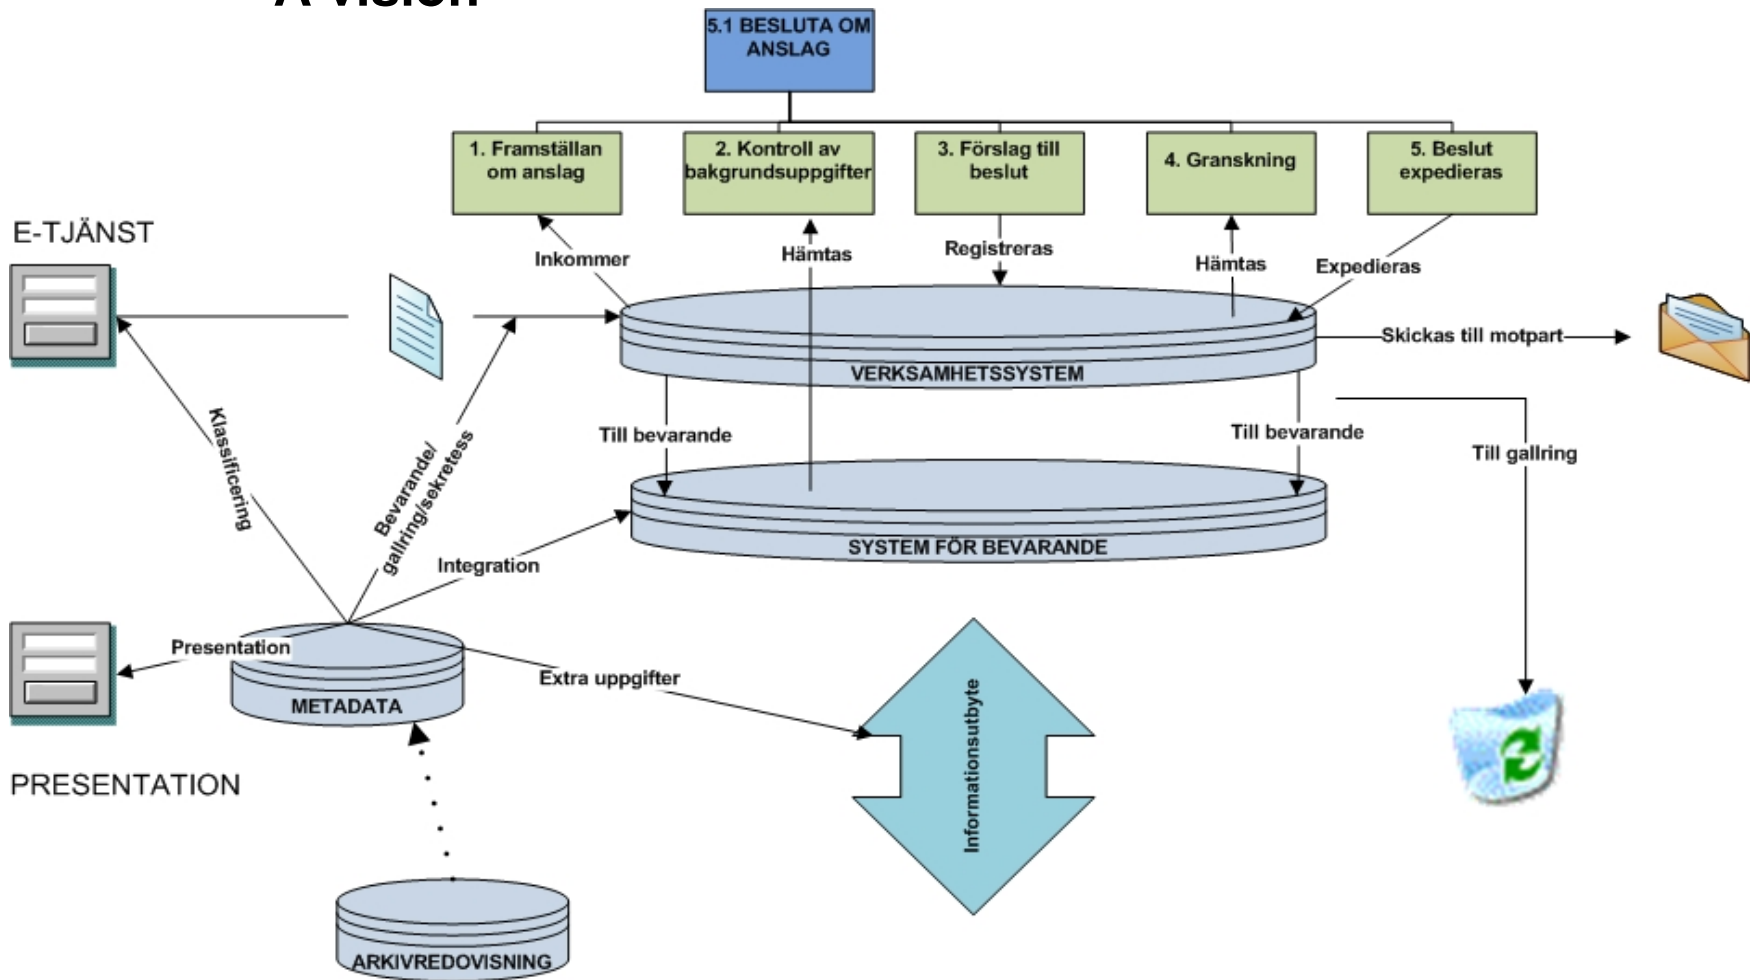 A vision
5.1 BESLUTA OM
ANSLAG
1. Framställan
om anslag
2. Kontroll av
bakgrundsuppgifter
3. Förslag till
beslut
4. Granskning
5. Beslut
expedieras
E-TJÄNST
Inkommer
Hämtas
Registreras
Hämtas
Expedieras
Skickas till motpart
VERKSAMHETSSYSTEM
Klassificering
Bevarande/
gallring/sekretess
Till bevarande
Till bevarande
Till gallring
SYSTEM FÖR BEVARANDE
Integration
Presentation
Extra uppgifter
METADATA
Informationsutbyte
PRESENTATION
ARKIVREDOVISNING